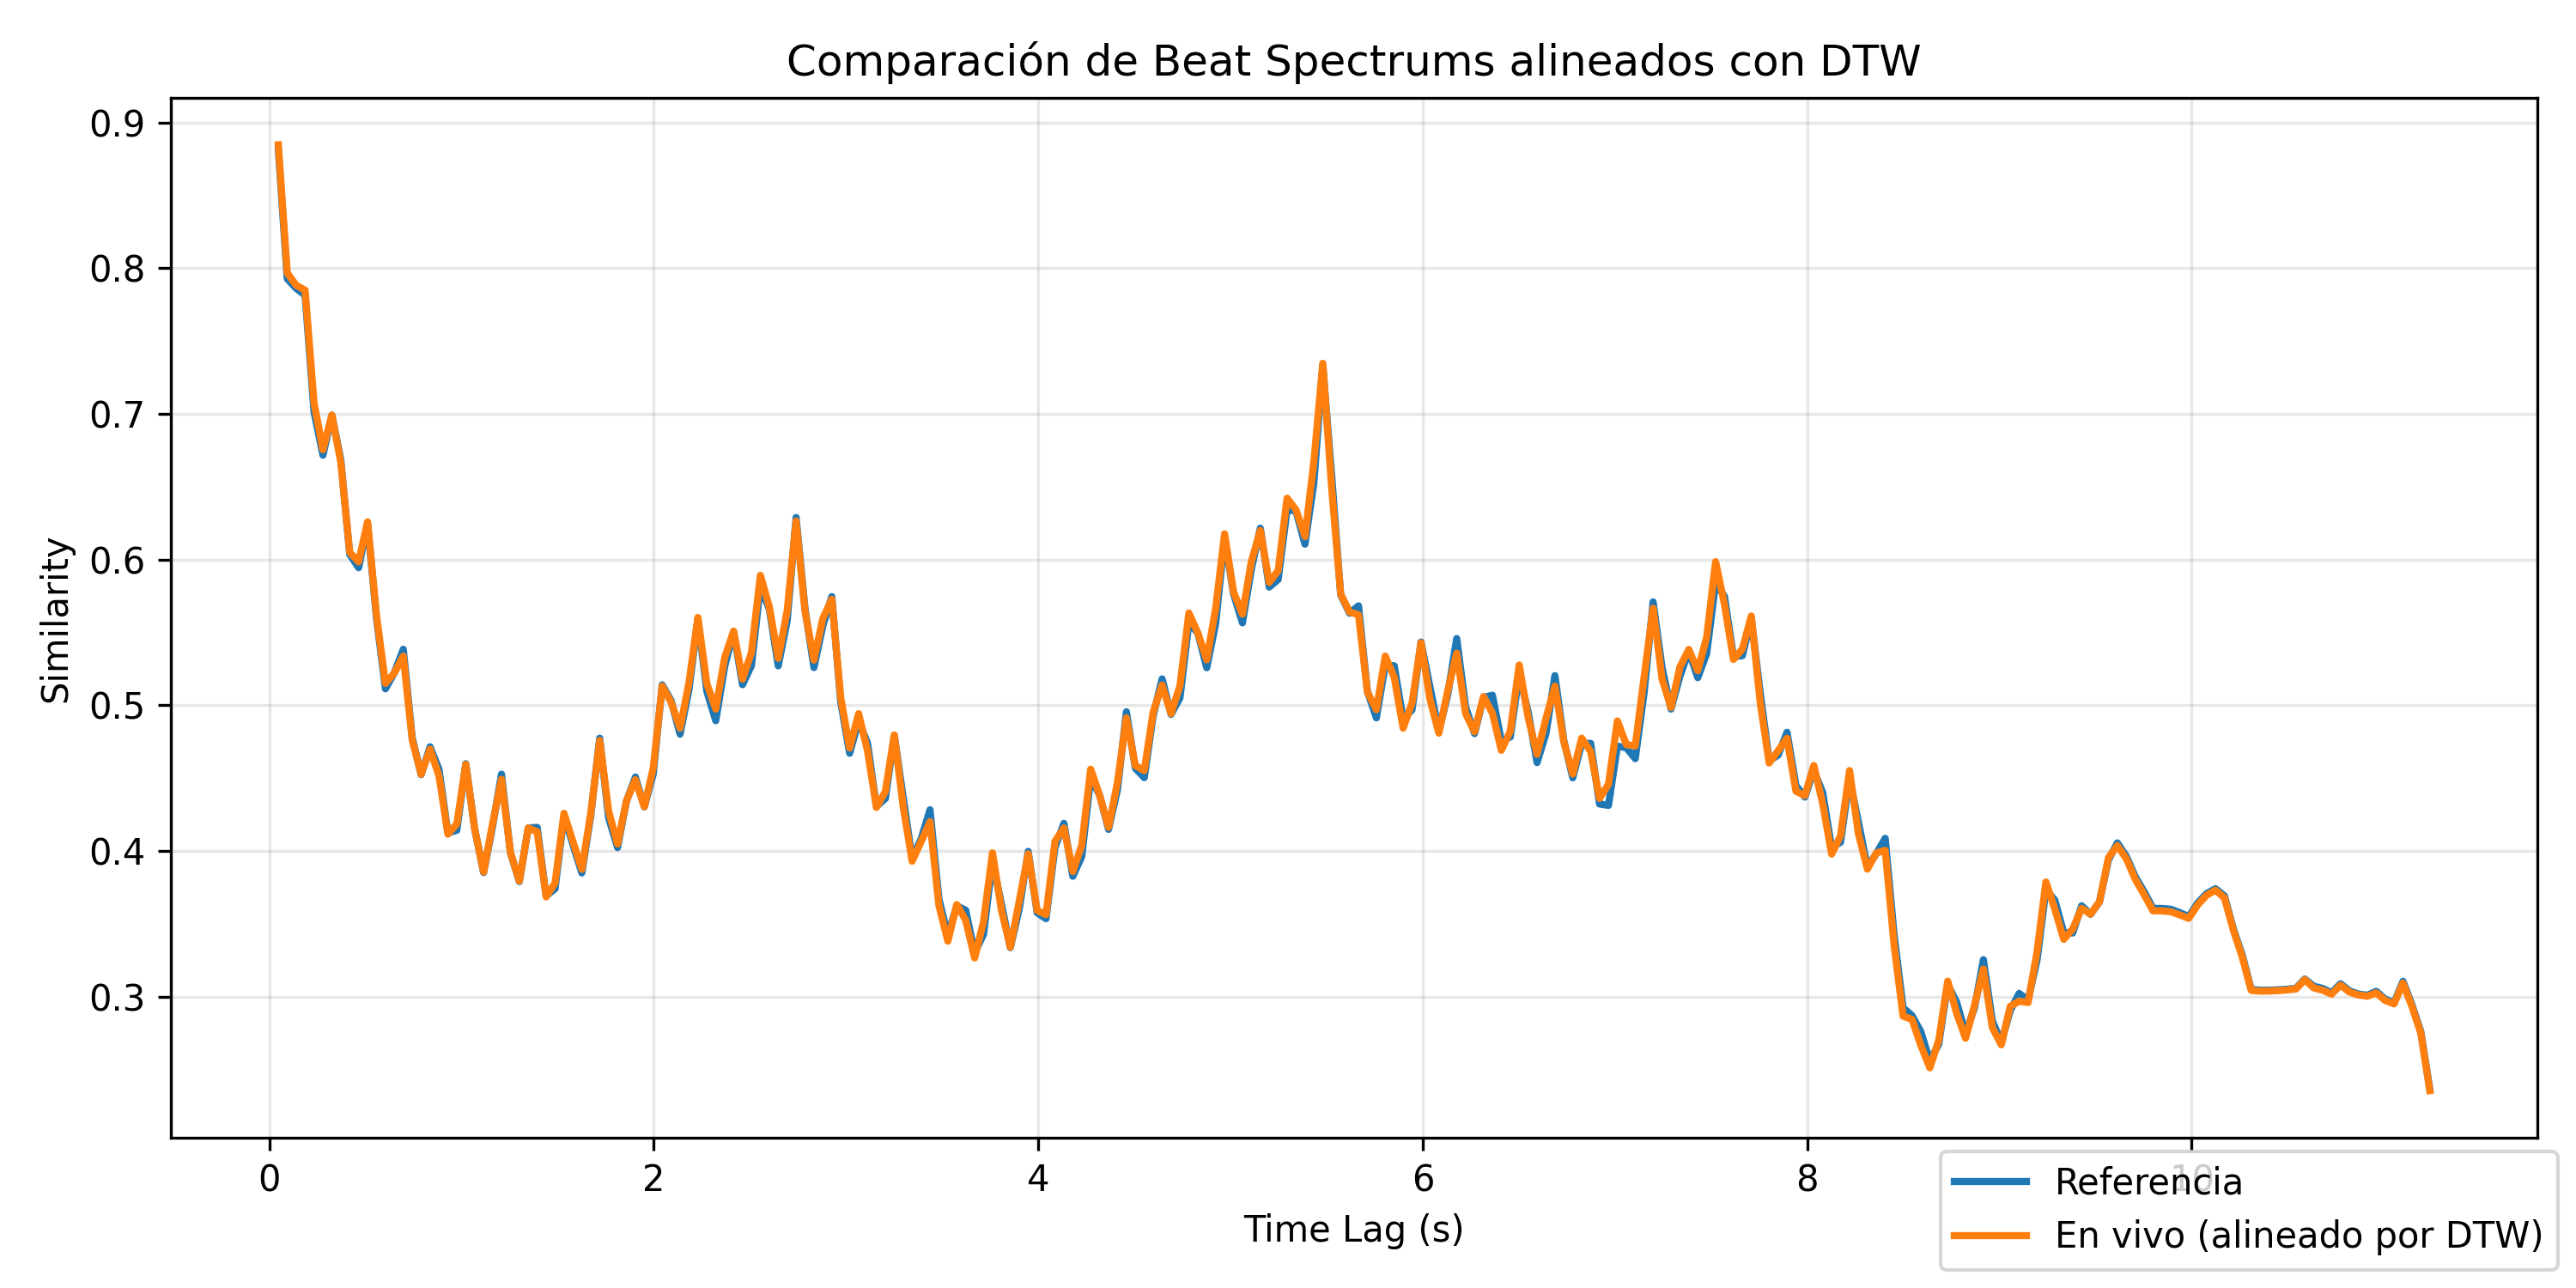 Comparación de Beat Spectrums alineados con DTW
0.9
0.8
0.7
0.6
0.5
0.4
0.3
Similarity
0 2 4 6 8 10
Time Lag (s)
Referencia
En vivo (alineado por DTW)